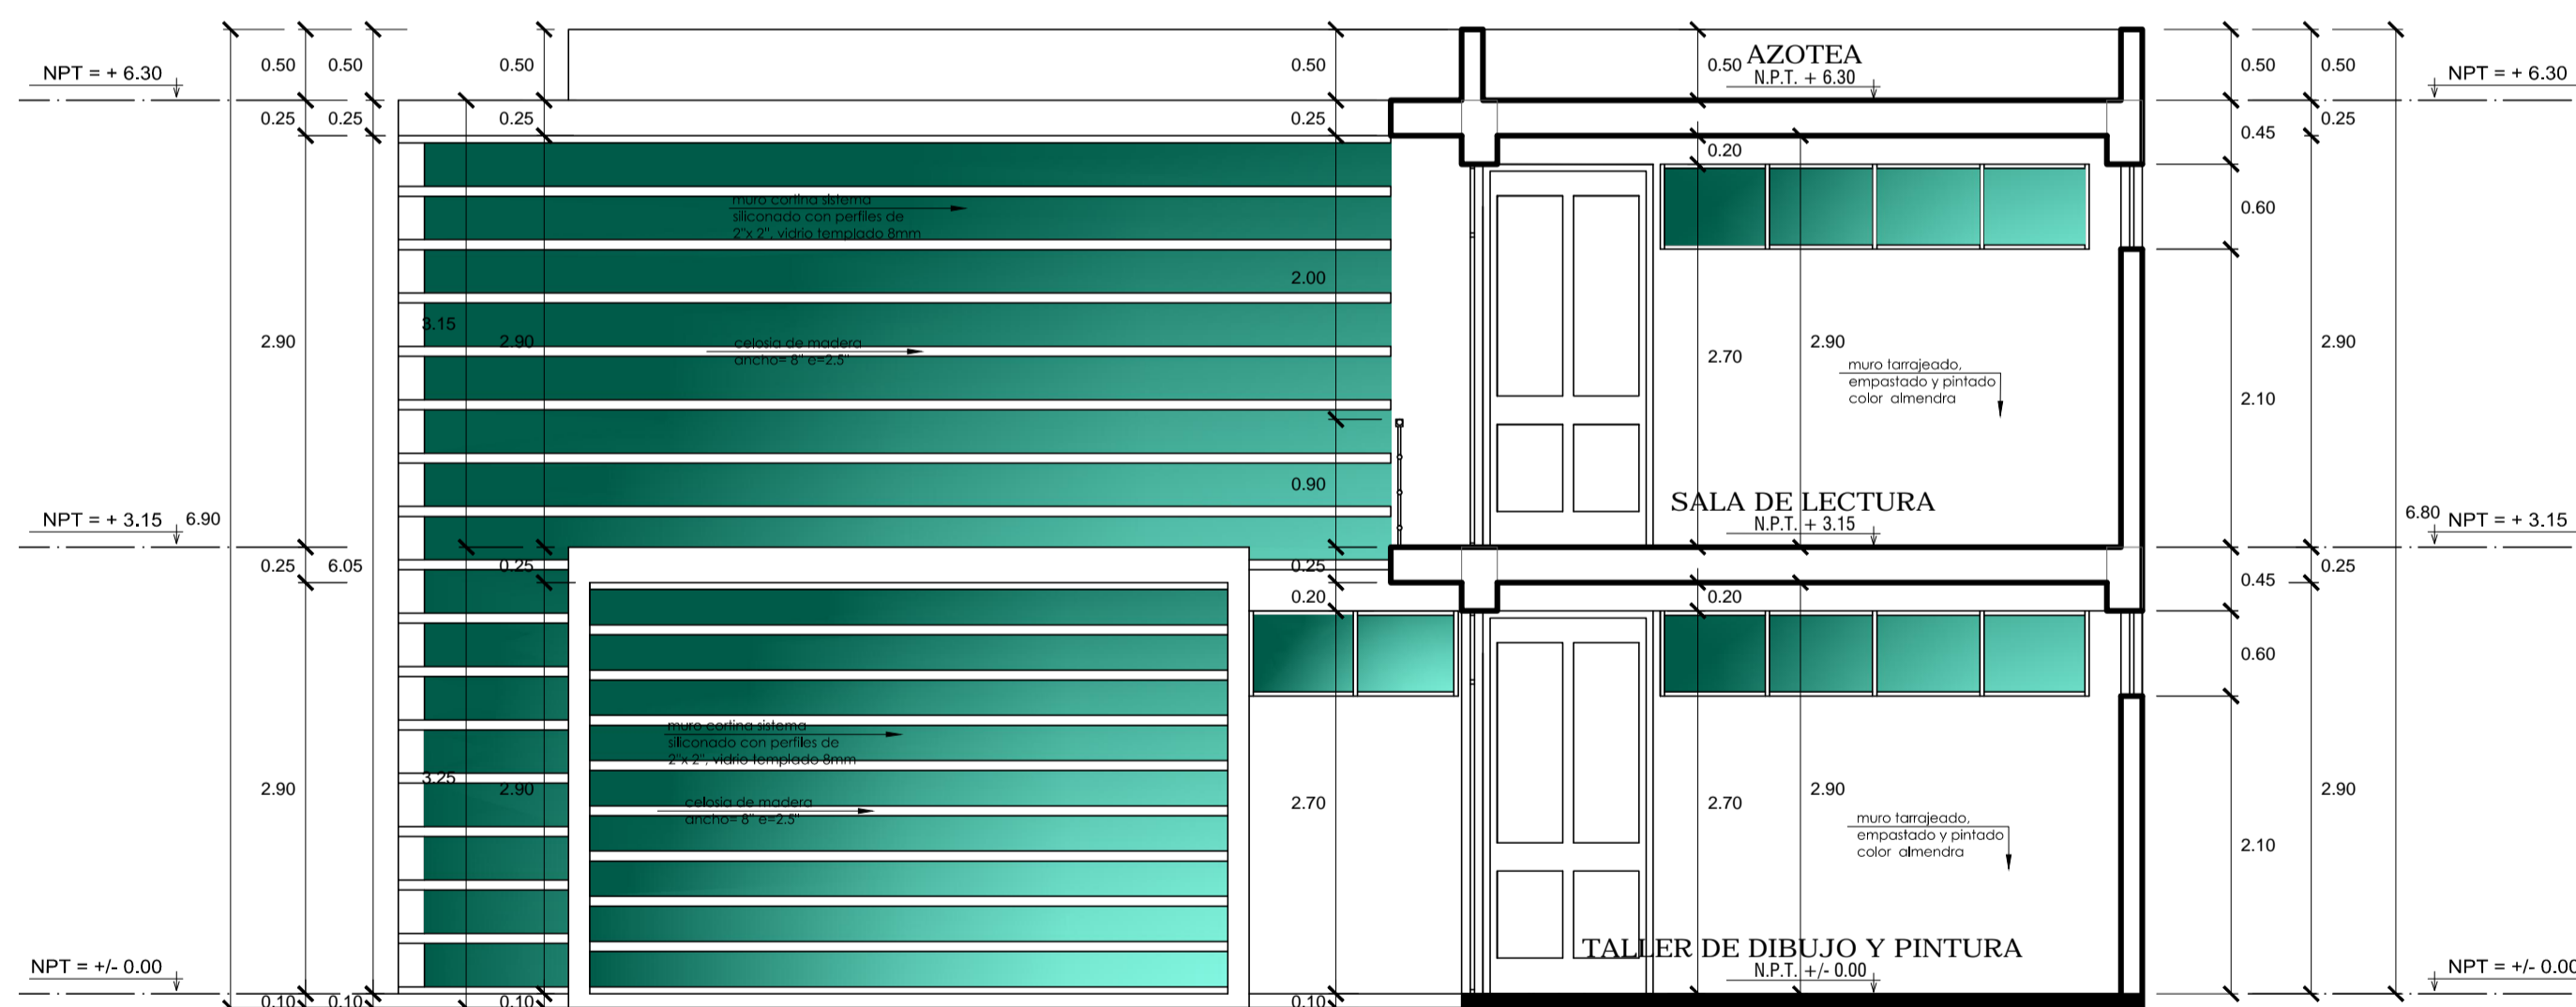 0.50 0.50 0.50 0.50 0.50 AZOTEA 0.50 0.50
NPT = + 6.30 N.P.T. + 6.30 NPT = + 6.30
0.25 0.25 0.25 0.25 0.45 0.25
0.20
muro cortina sistema
siliconado con perfiles de
2"x 2", vidrio templado 8mm
0.60
2.00
3.15
2.90 2.90 2.90 2.90
celosia de madera
ancho= 8" e=2.5"
2.70
muro tarrajeado,
empastado y pintado
color almendra
2.10
0.90
SALA DE LECTURA
N.P.T. + 3.15
NPT = + 3.15 6.90 6.80 NPT = + 3.15
0.25 6.05 0.25 0.25 0.45 0.25
0.20 0.20
0.60
muro cortina sistema
siliconado con perfiles de
2"x 2", vidrio templado 8mm
3.25
2.90 2.90 2.90 2.90
celosia de madera
ancho= 8" e=2.5"
2.70 2.70
muro tarrajeado,
empastado y pintado
color almendra
2.10
TALLER DE DIBUJO Y PINTURA
NPT = +/- 0.00 N.P.T. +/- 0.00 NPT = +/- 0.00
0.10 0.10 0.10 0.10